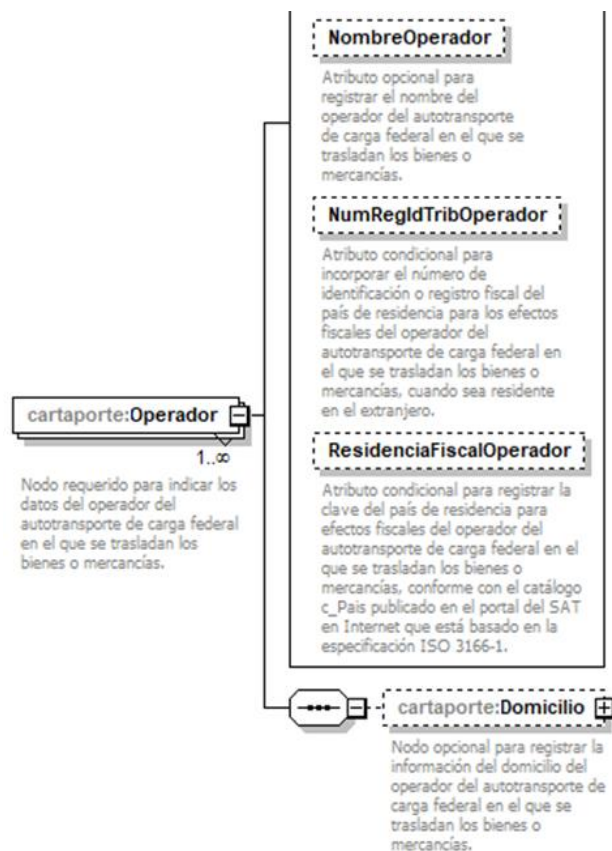 NombreOperador
Atributo opcional para
registrar el nombre del
operador del autotransporte
de carga federal en el que se
trasladan los bienes o
mercancías.
NumRegIdTribOperador
Atributo condicional para
incorporar el número de
identificación o registro fiscal del
país de residencia para los efectos
fiscales del operador del
autotransporte de carga federal en
el que se trasladan los bienes o
mercancías, cuando sea residente
en el extranjero.
cartaporte:Operador
1..∞
Nodo requerido para indicar los
datos del operador del
autotransporte de carga federal
en el que se trasladan los
bienes o mercancías.
ResidenciaFiscalOperador
Atributo condicional para registrar la
clave del país de residencia para
efectos fiscales del operador del
autotransporte de carga federal en el
que se trasladan los bienes o
mercancías, conforme con el catálogo
c_Pais publicado en el portal del SAT
en Internet que está basado en la
especificación ISO 3166-1.
cartaporte:Domicilio
Nodo opcional para registrar la
información del domicilio del
operador del autotransporte de
carga federal en el que se
trasladan los bienes o
mercancías.